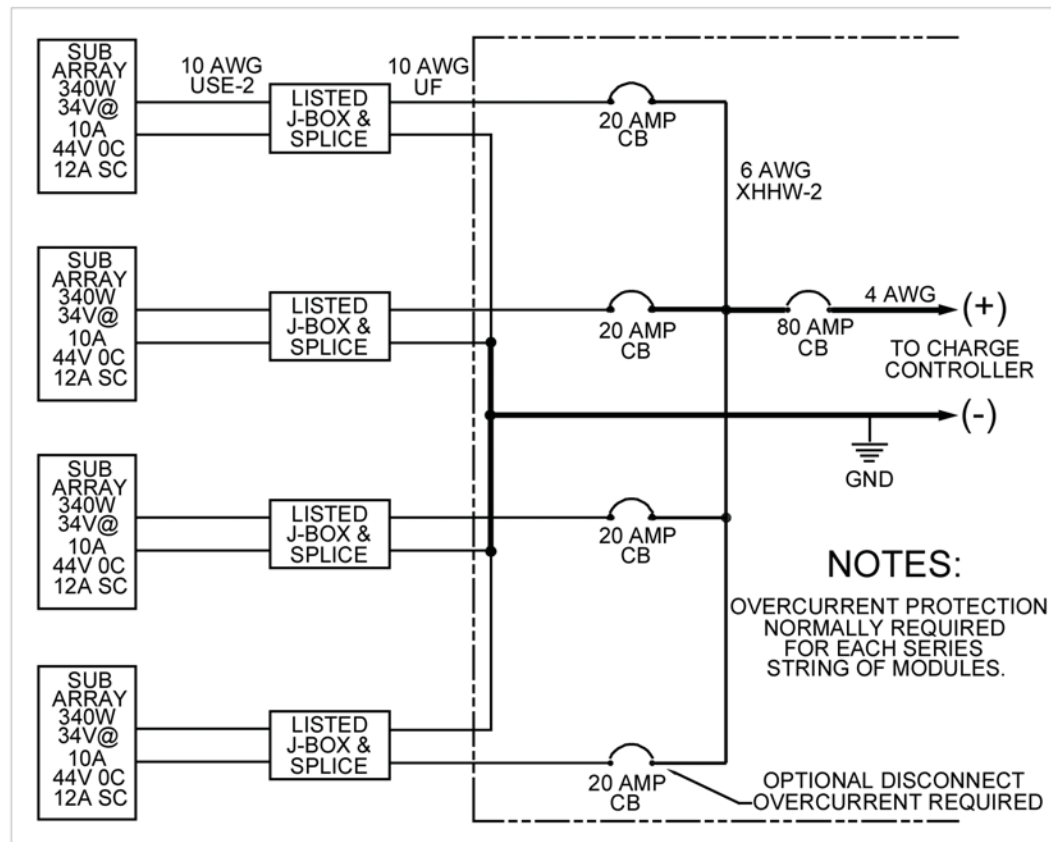 SUB
ARRAY
340W
34V@
10A
44V 0C
12A SC
10 AWG
USE-2
LISTED
J-BOX &
SPLICE
10 AWG
UF
20 AMP
CB
6 AWG
XHHW-2
SUB
ARRAY
340W
34V@
10A
44V 0C
12A SC
LISTED
J-BOX &
SPLICE
20 AMP
CB
80 AMP
CB
4 AWG
(+)
TO CHARGE
CONTROLLER
(-)
GND
SUB
ARRAY
340W
34V@
10A
44V 0C
12A SC
LISTED
J-BOX &
SPLICE
20 AMP
CB
NOTES:
OVERCURRENT PROTECTION
NORMALLY REQUIRED
FOR EACH SERIES
STRING OF MODULES.
SUB
ARRAY
340W
34V@
10A
44V 0C
12A SC
LISTED
J-BOX &
SPLICE
20 AMP
CB
OPTIONAL DISCONNECT
OVERCURRENT REQUIRED